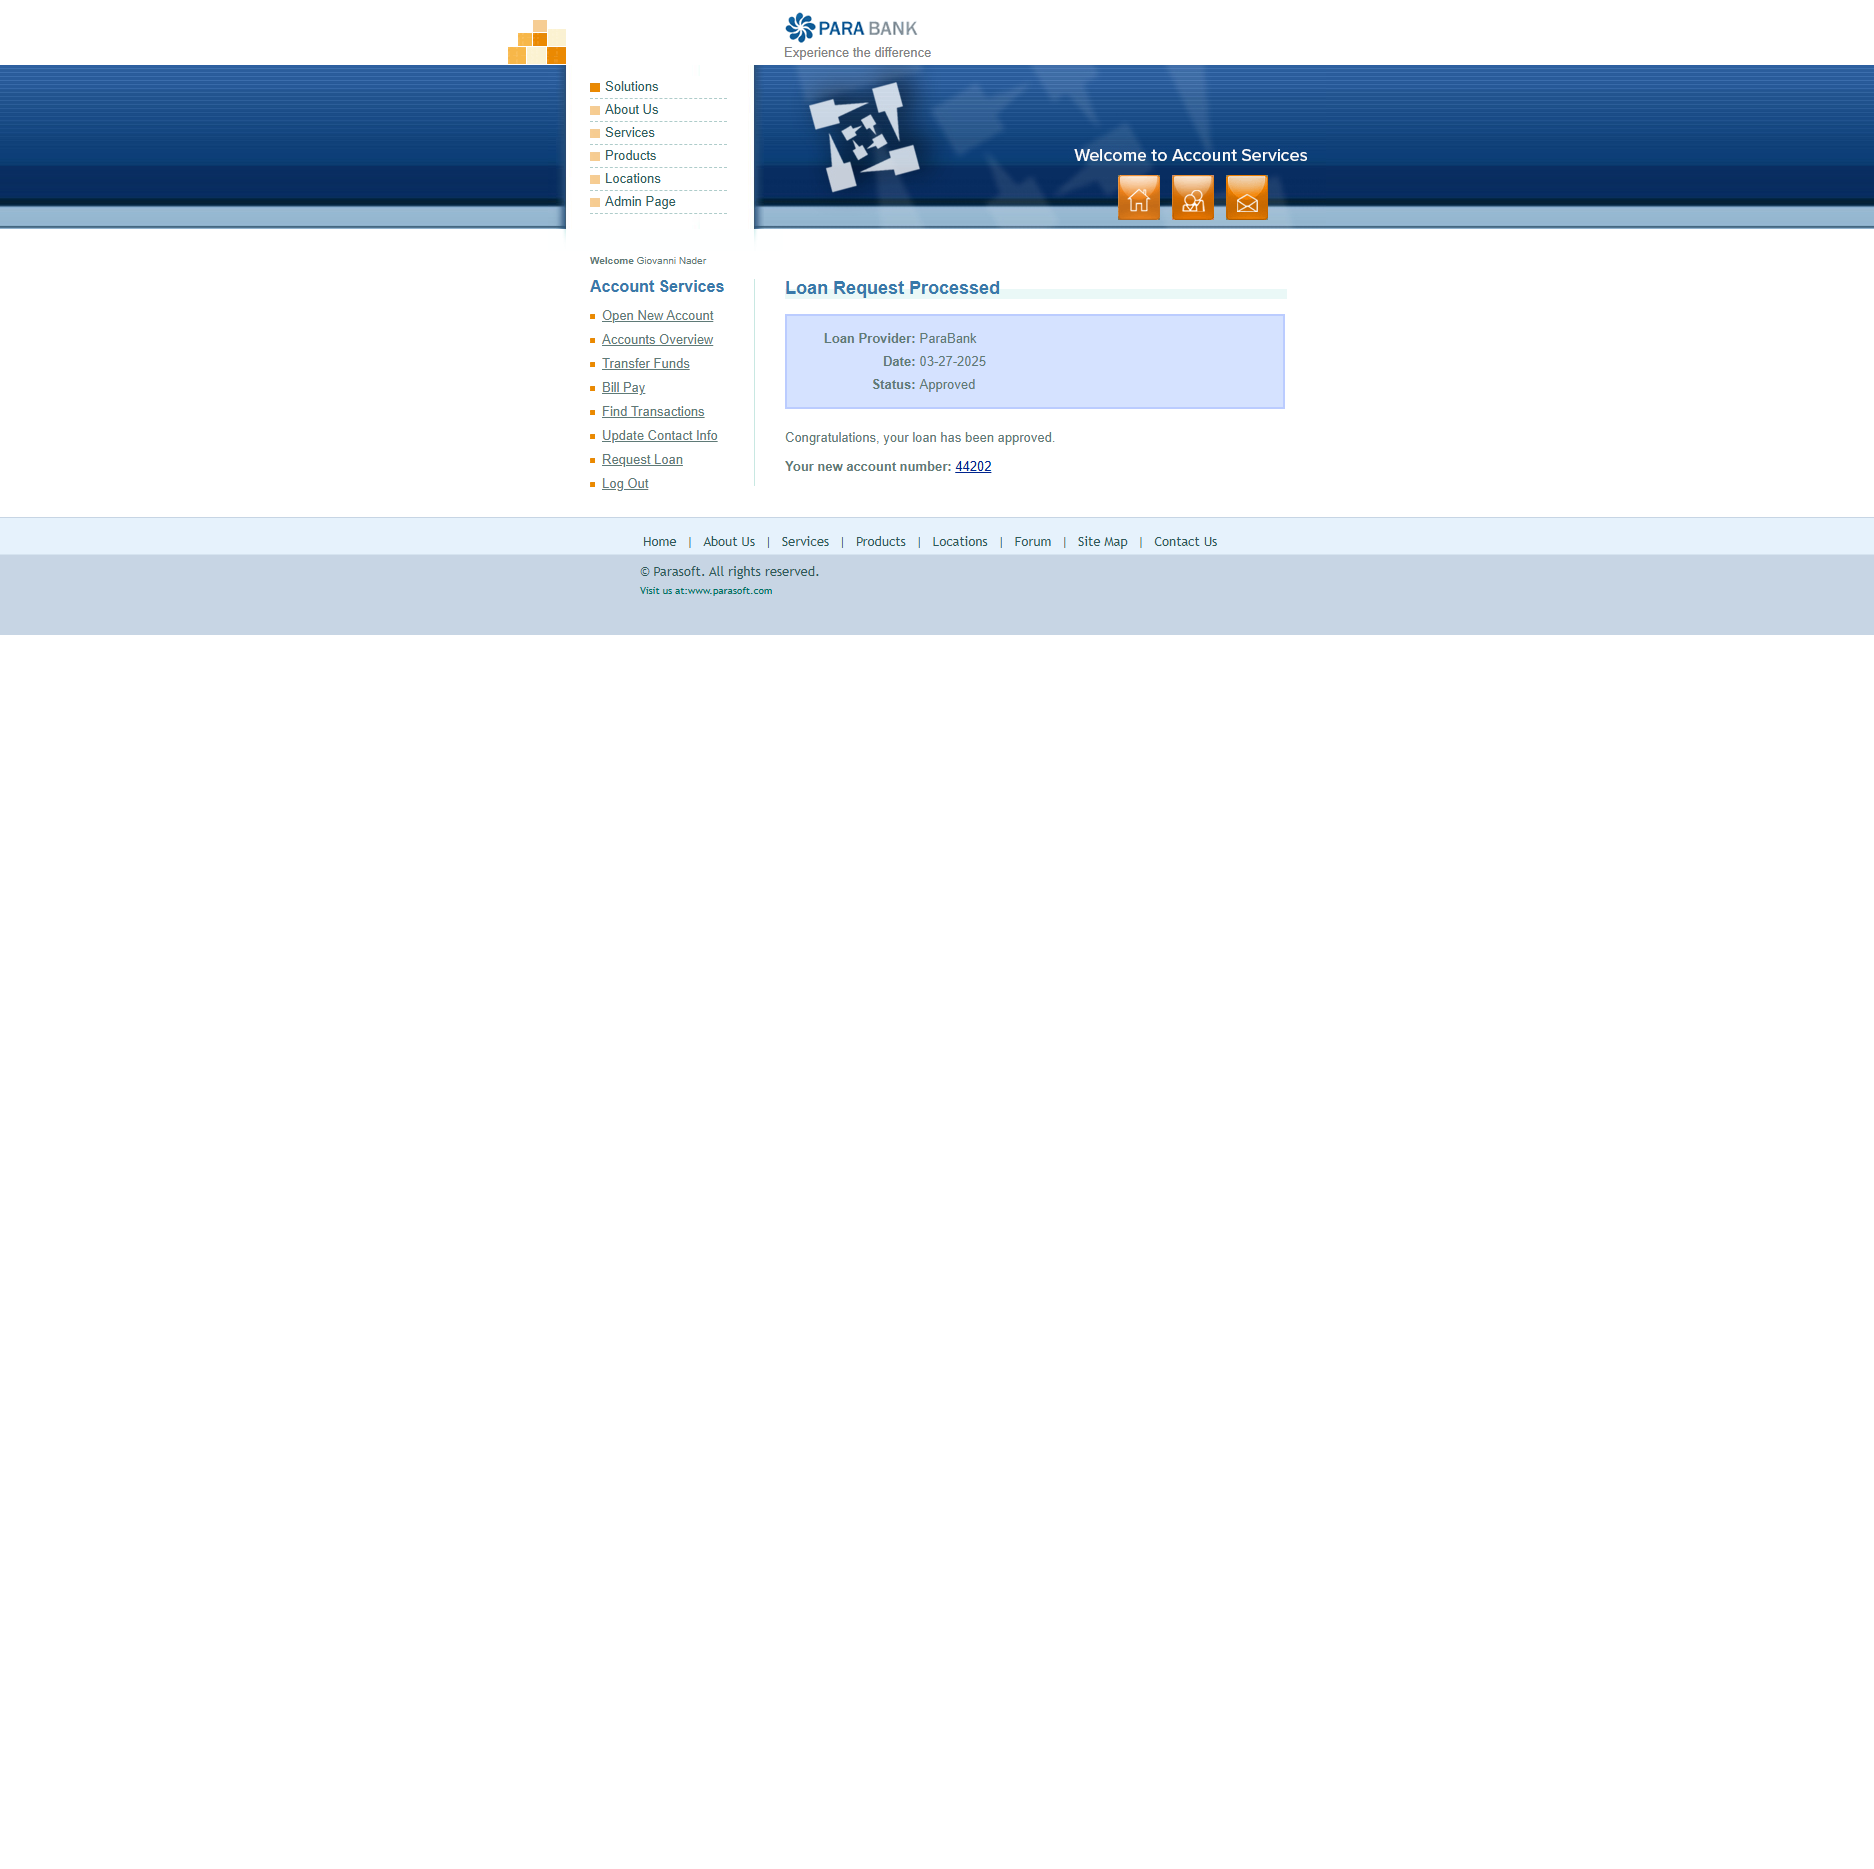 PARA BANK
Experience the difference
Solutions
About Us
Services
Products
Locations
Admin Page
Welcome to Account Services
Welcome Giovanni Nader
Account Services
Open New Account
Accounts Overview
Transfer Funds
Bill Pay
Find Transactions
Update Contact Info
Request Loan
Log Out
Loan Request Processed
Loan Provider: ParaBank
Date: 03-27-2025
Status: Approved
Congratulations, your loan has been approved.
Your new account number: 44202
Home | About Us | Services | Products | Locations | Forum | Site Map | Contact Us
© Parasoft. All rights reserved.
Visit us at:www.parasoft.com